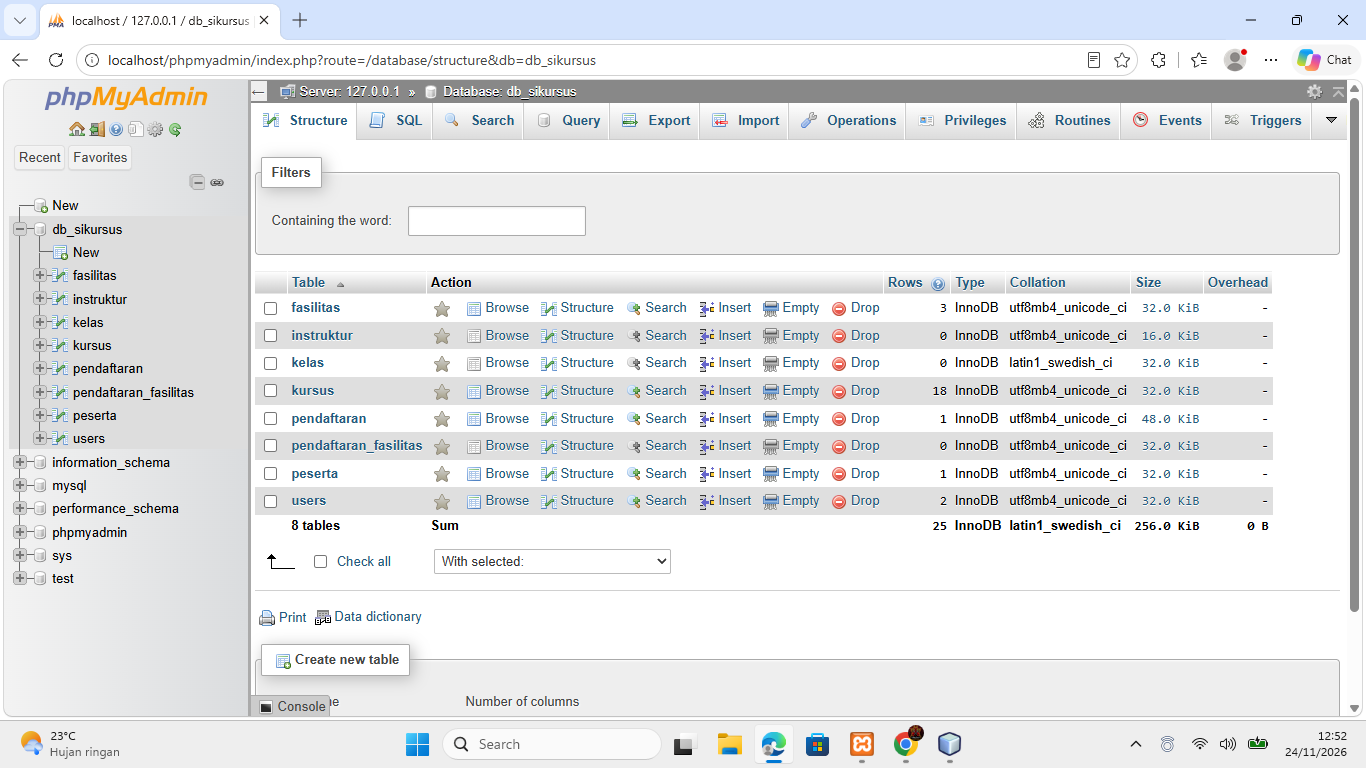 localhost / 127.0.0.1 / db_sikursus
localhost/phpmyadmin/index.php?route=/database/structure&db=db_sikursus
Chat
phpMyAdmin
Recent
Favorites
New
db_sikursus
New
fasilitas
instruktur
kelas
kursus
pendaftaran
pendaftaran_fasilitas
peserta
users
information_schema
mysql
performance_schema
phpmyadmin
sys
test
Server: 127.0.0.1 » Database: db_sikursus
Structure SQL Search Query Export Import Operations Privileges Routines Events Triggers
Filters
Containing the word:
Table Action Rows Type Collation Size Overhead
fasilitas Browse Structure Search Insert Empty Drop 3 InnoDB utf8mb4_unicode_ci 32.0 KiB -
instruktur Browse Structure Search Insert Empty Drop 0 InnoDB utf8mb4_unicode_ci 16.0 KiB -
kelas Browse Structure Search Insert Empty Drop 0 InnoDB latin1_swedish_ci 32.0 KiB -
kursus Browse Structure Search Insert Empty Drop 18 InnoDB utf8mb4_unicode_ci 32.0 KiB -
pendaftaran Browse Structure Search Insert Empty Drop 1 InnoDB utf8mb4_unicode_ci 48.0 KiB -
pendaftaran_fasilitas Browse Structure Search Insert Empty Drop 0 InnoDB utf8mb4_unicode_ci 32.0 KiB -
peserta Browse Structure Search Insert Empty Drop 1 InnoDB utf8mb4_unicode_ci 32.0 KiB -
users Browse Structure Search Insert Empty Drop 2 InnoDB utf8mb4_unicode_ci 32.0 KiB -
8 tables Sum 25 InnoDB latin1_swedish_ci 256.0 KiB 0 B
Check all
With selected:
Print
Data dictionary
Create new table
Number of columns
Console
23°C
Hujan ringan
Search
12:52
24/11/2026